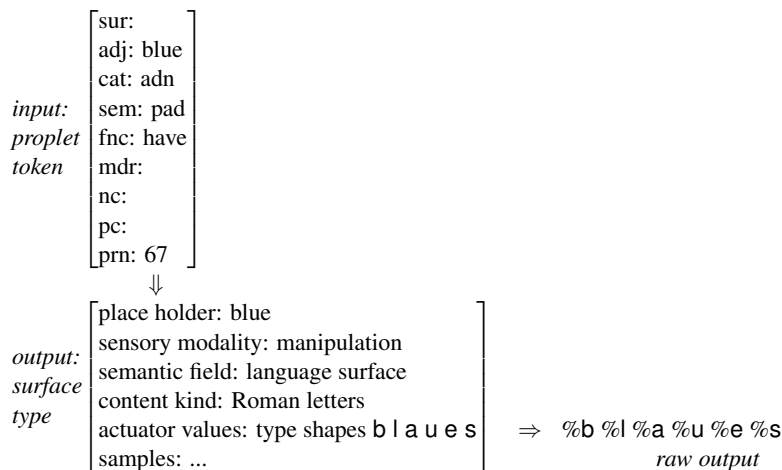 sur:
adj: blue
cat: adn
input: sem: pad
proplet fnc: have
token mdr:
nc:
pc:
prn: 67
⇓
place holder: blue
sensory modality: manipulation
output: semantic field: language surface
surface content kind: Roman letters
type actuator values: type shapes b l a u e s ⇒ %b %l %a %u %e %s
samples: ... raw output